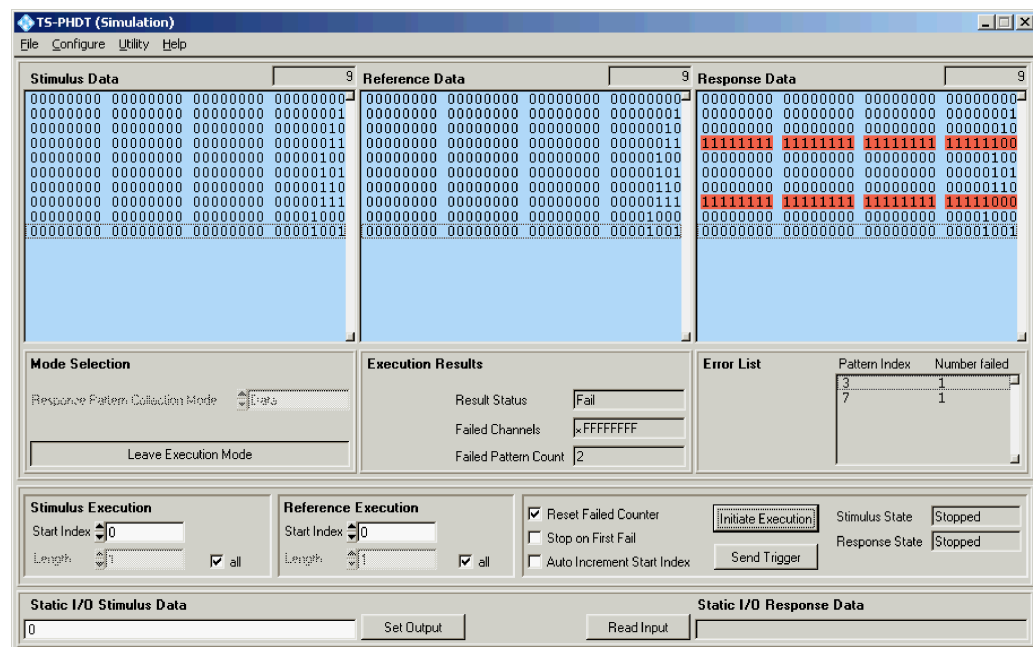 TS-PHDT (Simulation)
File Configure Utility Help
Stimulus Data 9 Reference Data 9 Response Data 9
00000000 00000000 00000000 00000000 00000000 00000000 00000000 00000000 00000000 00000000 00000000 00000000
00000000 00000000 00000000 00000001 00000000 00000000 00000000 00000001 00000000 00000000 00000000 00000001
00000000 00000000 00000000 00000010 00000000 00000000 00000000 00000010 00000000 00000000 00000000 00000010
00000000 00000000 00000000 00000011 00000000 00000000 00000000 00000011 11111111 11111111 11111111 11111100
00000000 00000000 00000000 00000100 00000000 00000000 00000000 00000100 00000000 00000000 00000000 00000100
00000000 00000000 00000000 00000101 00000000 00000000 00000000 00000101 00000000 00000000 00000000 00000101
00000000 00000000 00000000 00000110 00000000 00000000 00000000 00000110 00000000 00000000 00000000 00000110
00000000 00000000 00000000 00000111 00000000 00000000 00000000 00000111 11111111 11111111 11111111 11111000
00000000 00000000 00000000 00001000 00000000 00000000 00000000 00001000 00000000 00000000 00000000 00001000
00000000 00000000 00000000 00001001 00000000 00000000 00000000 00001001 00000000 00000000 00000000 00001001
Mode Selection
Response Pattern Collection Mode Data
Leave Execution Mode
Execution Results
Result Status Fail
Failed Channels xFFFFFFFF
Failed Pattern Count 2
Error List Pattern Index Number failed
3 1
7 1
Stimulus Execution
Start Index 0
Length 1 all
Reference Execution
Start Index 0
Length 1 all
Reset Failed Counter
Stop on First Fail
Auto Increment Start Index
Initiate Execution
Send Trigger
Stimulus State Stopped
Response State Stopped
Static I/O Stimulus Data
0 Set Output
Static I/O Response Data
Read Input